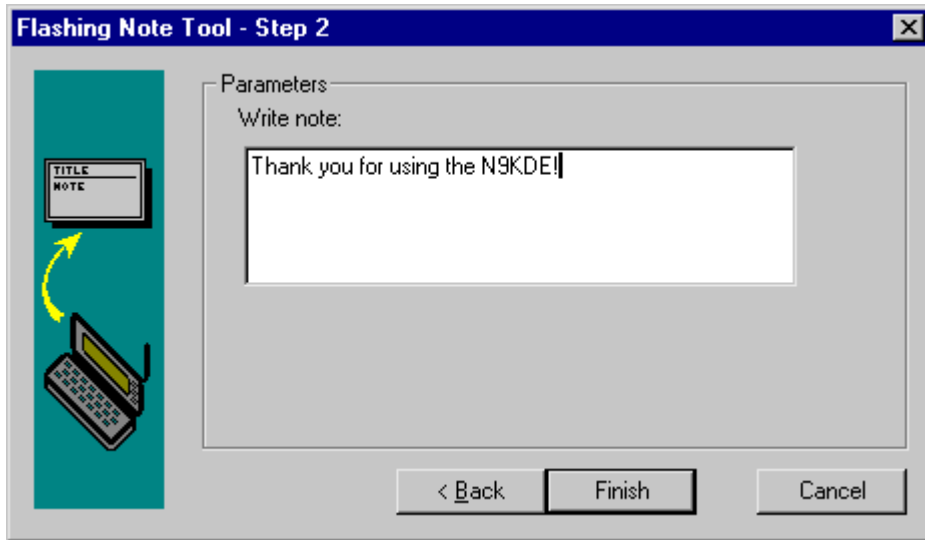 Flashing Note Tool - Step 2
Parameters
Write note:
Thank you for using the N9KDE!
TITLE
NOTE
< Back
Finish
Cancel